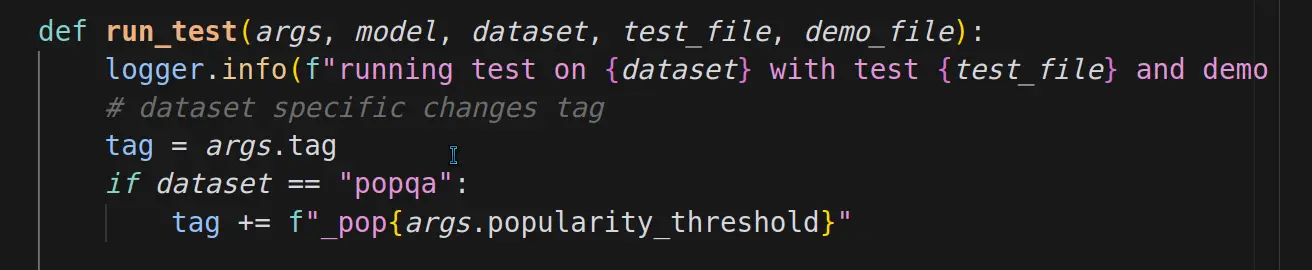 def run_test(args, model, dataset, test_file, demo_file):
logger.info(f"running test on {dataset} with test {test_file} and demo
# dataset specific changes tag
tag = args.tag
if dataset == "popqa":
tag += f"_pop{args.popularity_threshold}"